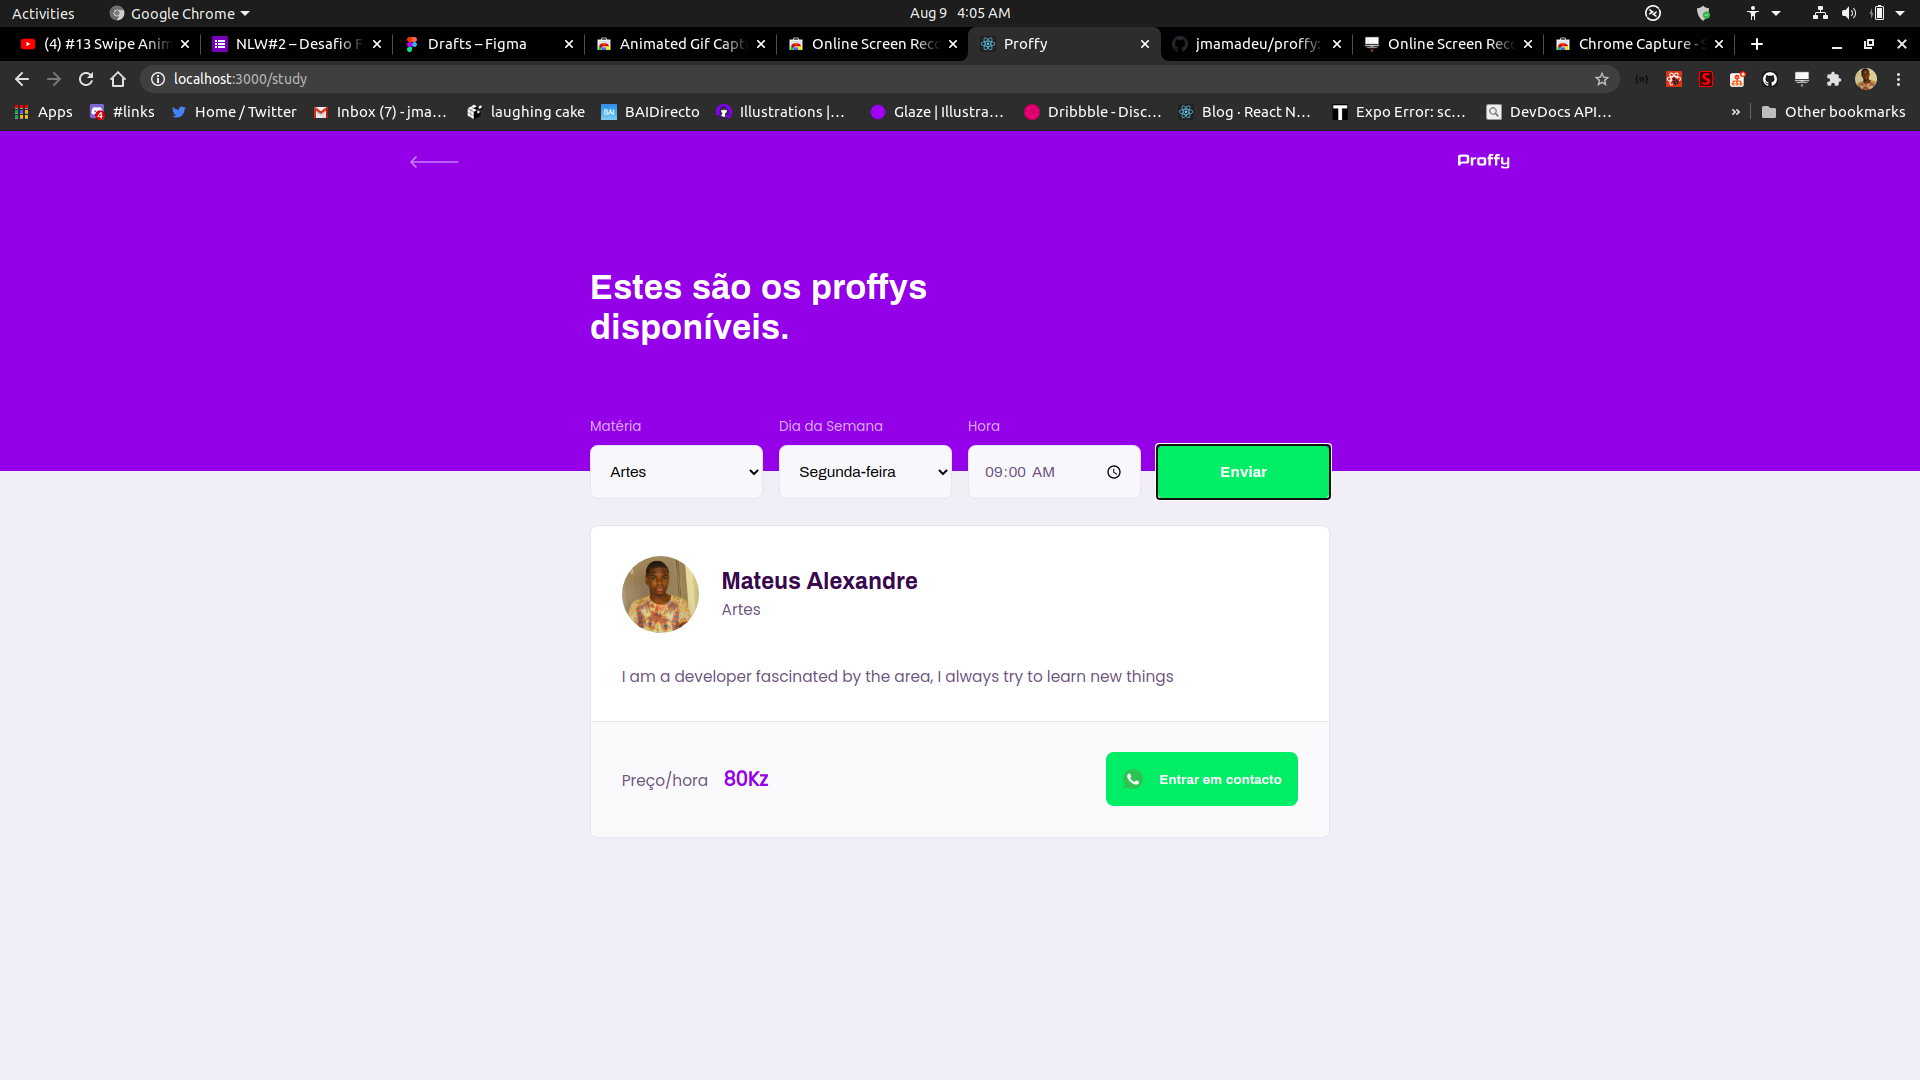 Activities
Google Chrome
Aug 9 4:05 AM
(4) #13 Swipe Anim
NLW#2 – Desafio F
Drafts – Figma
Animated Gif Capt
Online Screen Reco
Proffy
jmamadeu/proffy:
Online Screen Reco
Chrome Capture - S
localhost:3000/study
Apps
#links
Home / Twitter
Inbox (7) - jma...
laughing cake
BAIDirecto
Illustrations |...
Glaze | Illustra...
Dribbble - Disc...
Blog · React N...
Expo Error: sc...
DevDocs API...
»
Other bookmarks
Proffy
Estes são os proffys
disponíveis.
Matéria
Dia da Semana
Hora
Artes
Segunda-feira
09:00 AM
Enviar
Mateus Alexandre
Artes
I am a developer fascinated by the area, I always try to learn new things
Preço/hora 80Kz
Entrar em contacto